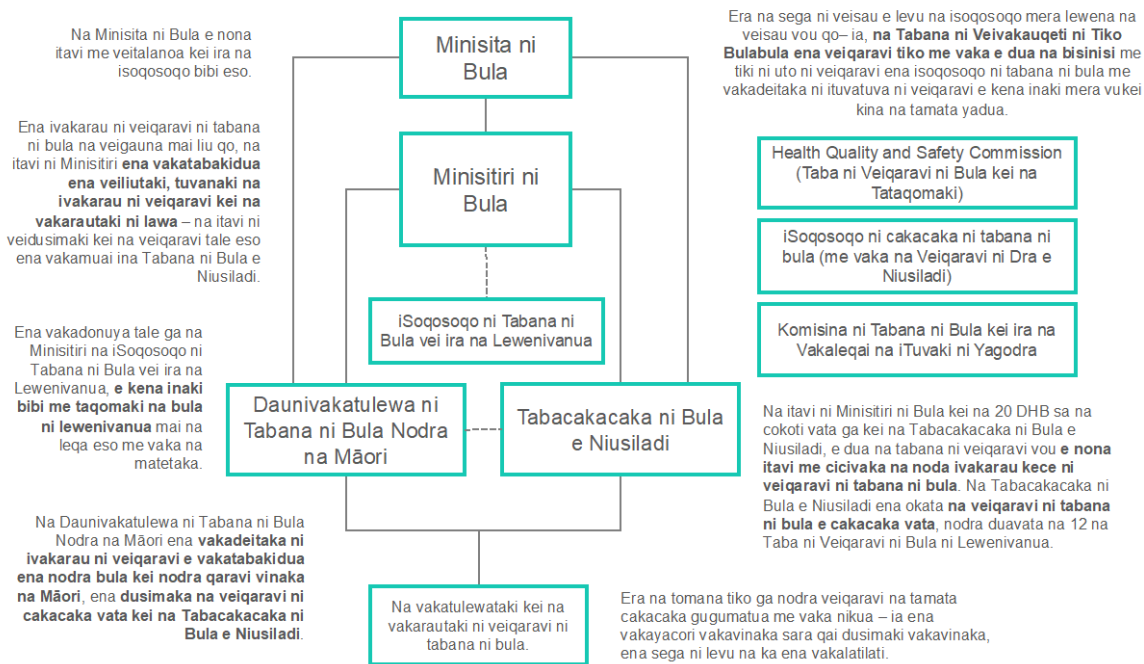 Na Minisita ni Bula e nona
itavi me veitalanoa kei ira na
isoqosoqo bibi eso.
Ena ivakarau ni veiqaravi ni tabana
ni bula na veigauna mai liu qo, na
itavi ni Minisitiri ena vakatabakidua
ena veiliutaki, tuvanaki na
ivakarau ni veiqaravi kei na
vakarautaki ni lawa – na itavi ni
veidusimaki kei na veiqaravi tale eso
ena vakamuai ina Tabana ni Bula e
Niusiladi.
Ena vakadonuya tale ga na
Minisitiri na iSoqosoqo ni
Tabana ni Bula vei ira na
Lewenivanua, e kena inaki
bibi me taqomaki na bula
ni lewenivanua mai na
leqa eso me vaka na
matetaka.
Na Daunivakatulewa ni Tabana ni Bula
Nodra na Māori ena vakadeitaka ni
ivakarau ni veiqaravi e vakatabakidua
ena nodra bula kei nodra qaravi vinaka
na Māori, ena dusimaka na veiqaravi ni
cakacaka vata kei na Tabacakacaka ni
Bula e Niusiladi.
Minisita ni
Bula
Minisitiri ni
Bula
iSoqosoqo ni Tabana ni
Bula vei ira na Lewenivanua
Daunivakatulewa ni
Tabana ni Bula Nodra
na Māori
Tabacakacaka ni Bula
e Niusiladi
Na vakatulewataki kei na
vakarautaki ni veiqaravi ni
tabana ni bula.
Era na sega ni veisau e levu na isoqosoqo mera lewena na
veisau vou qo– ia, na Tabana ni Veivakauqeti ni Tiko
Bulabula ena veiqaravi tiko me vaka e dua na bisinisi me
tiki ni uto ni veiqaravi ena isoqosoqo ni tabana ni bula me
vakadeitaki ni ituvatuva ni veiqaravi e kena inaki mera vukei
kina na tamata yadua.
Health Quality and Safety Commission
(Taba ni Veiqaravi ni Bula kei na
Tataqomaki)
iSoqosoqo ni cakacaka ni tabana ni
bula (me vaka na Veiqaravi ni Dra e
Niusiladi)
Komisina ni Tabana ni Bula kei ira na
Vakaleqai na iTuvaki ni Yagodra
Na itavi ni Minisitiri ni Bula kei na 20 DHB sa na
cokoti vata ga kei na Tabacakacaka ni Bula e
Niusiladi, e dua na tabana ni veiqaravi vou e nona
itavi me cicivaka na noda ivakarau kece ni
veiqaravi ni tabana ni bula. Na Tabacakacaka ni
Bula e Niusiladi ena okata na veiqaravi ni tabana
ni bula e cakacaka vata, nodra duavata na 12 na
Taba ni Veiqaravi ni Bula ni Lewenivanua.
Era na tomana tiko ga nodra veiqaravi na tamata
cakacaka gugumatua me vaka nikua – ia ena
vakayacori vakavinaka sara qai dusimaki vakavinaka,
ena sega ni levu na ka ena vakalatilati.